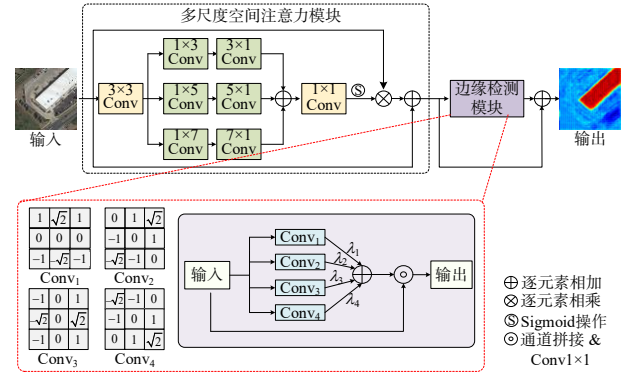 多尺度空间注意力模块
1×3
Conv
3×1
Conv
3×3
Conv
1×5
Conv
5×1
Conv
1×1
Conv
Ⓢ
边缘检测
模块
1×7
Conv
7×1
Conv
输入
输出
1 √2 1
0 0 0
-1 -√2 -1
Conv₁
0 1 √2
-1 0 1
-√2 -1 0
Conv₂
-1 0 1
-√2 0 √2
-1 0 1
Conv₃
-√2 -1 0
-1 0 1
0 1 √2
Conv₄
输入
Conv₁
Conv₂
Conv₃
Conv₄
λ₁
λ₂
λ₃
λ₄
输出
⊕逐元素相加
⊗逐元素相乘
ⓈSigmoid操作
⊙通道拼接 &
Conv1×1